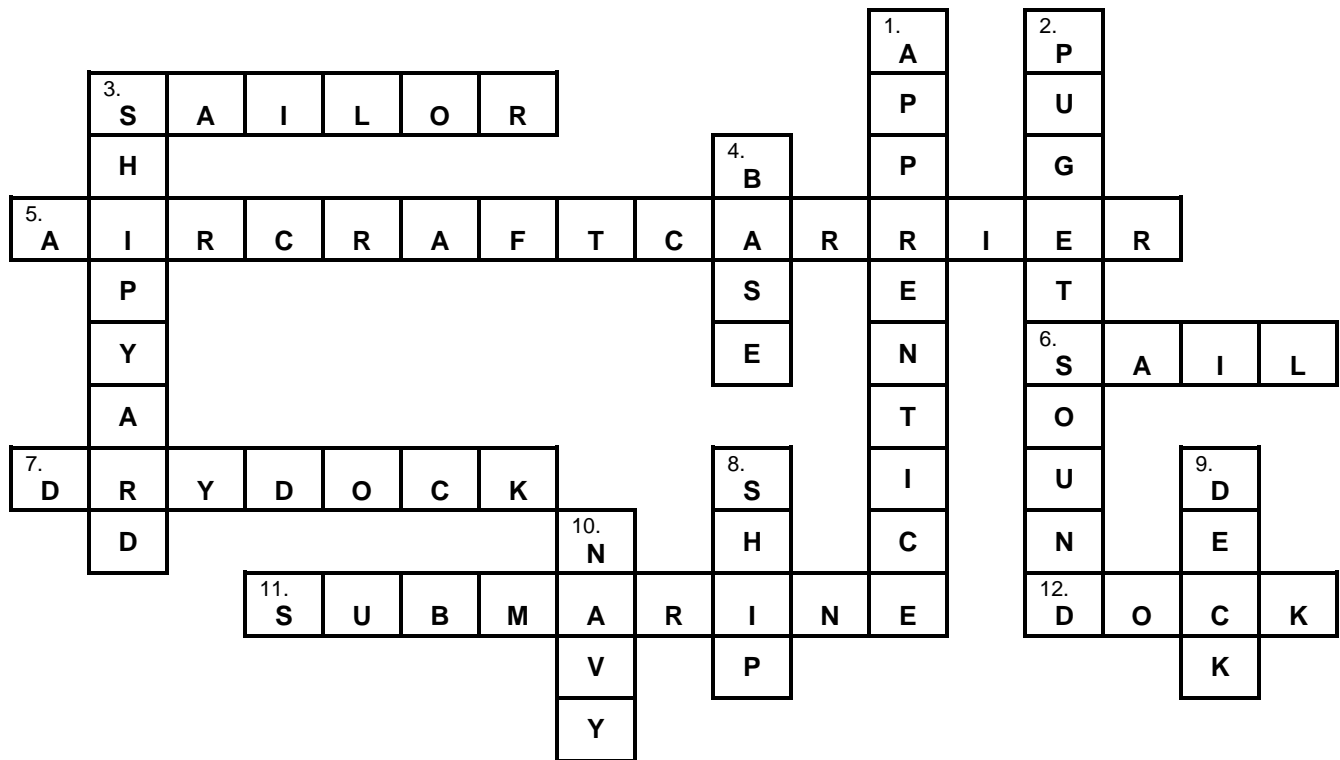 1. 2.
A P
3.
S A I L O R P U
H 4. B P G
5.
A I R C R A F T C A R R I E R
P S E T
Y E N 6. S A I L
A T O
7. 8. 9.
D R Y D O C K S I U D
D 10. N H C N E
11. 12.
S U B M A R I N E D O C K
V P K
Y